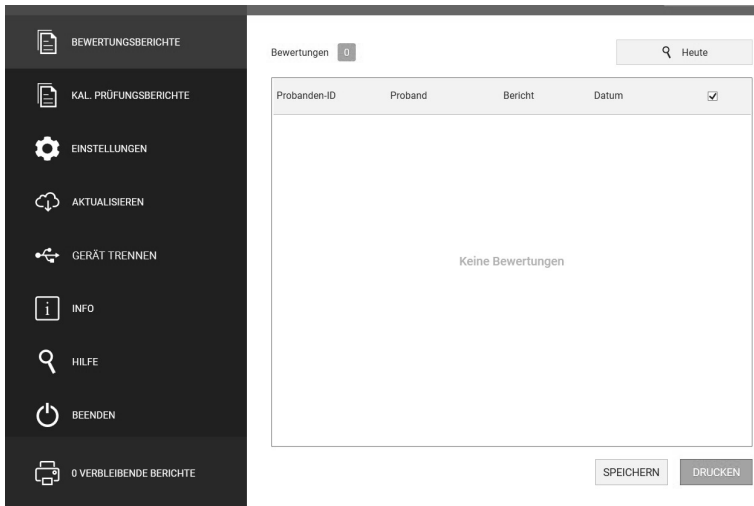 BEWERTUNGSBERICHTE
KAL. PRÜFUNGSBERICHTE
EINSTELLUNGEN
AKTUALISIEREN
GERÄT TRENNEN
i INFO
HILFE
BEENDEN
0 VERBLEIBENDE BERICHTE
Bewertungen 0
Heute
Probanden-ID Proband Bericht Datum
Keine Bewertungen
SPEICHERN DRUCKEN